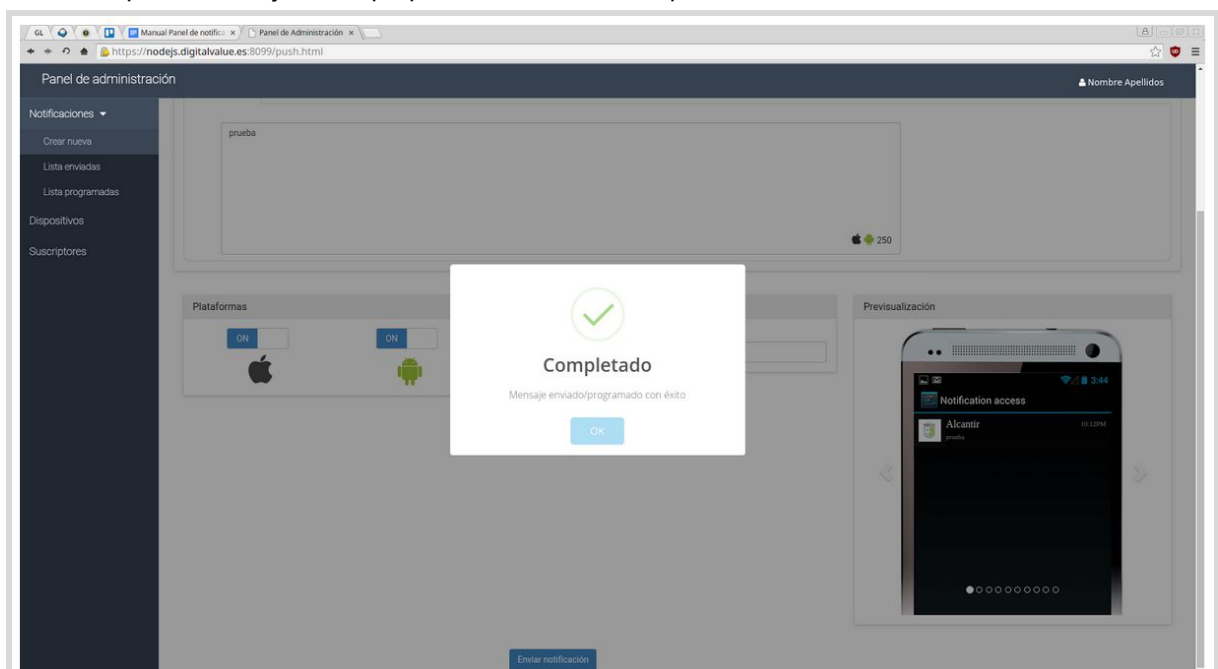 GL
Manual Panel de notifica
Panel de Administración
https://nodejs.digitalvalue.es:8099/push.html
Panel de administración
Nombre Apellidos
Notificaciones
Crear nueva
Lista enviadas
Lista programadas
Dispositivos
Suscriptores
prueba
250
Plataformas
ON
ON
Completado
Mensaje enviado/programado con éxito
OK
Previsualización
3:44
Notification access
Alcantir
10:12PM
prueba
Enviar notificación